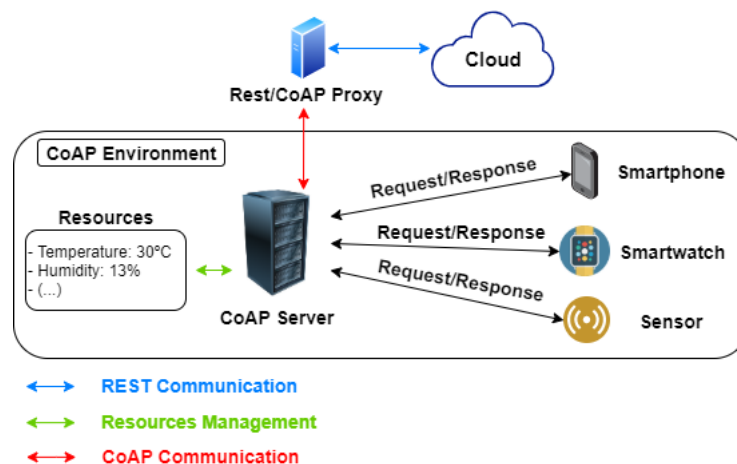 Cloud
Rest/CoAP Proxy
CoAP Environment
Request/Response
Smartphone
Resources
- Temperature: 30ºC
- Humidity: 13%
- (...)
Request/Response
Smartwatch
Request/Response
CoAP Server
Sensor
REST Communication
Resources Management
CoAP Communication